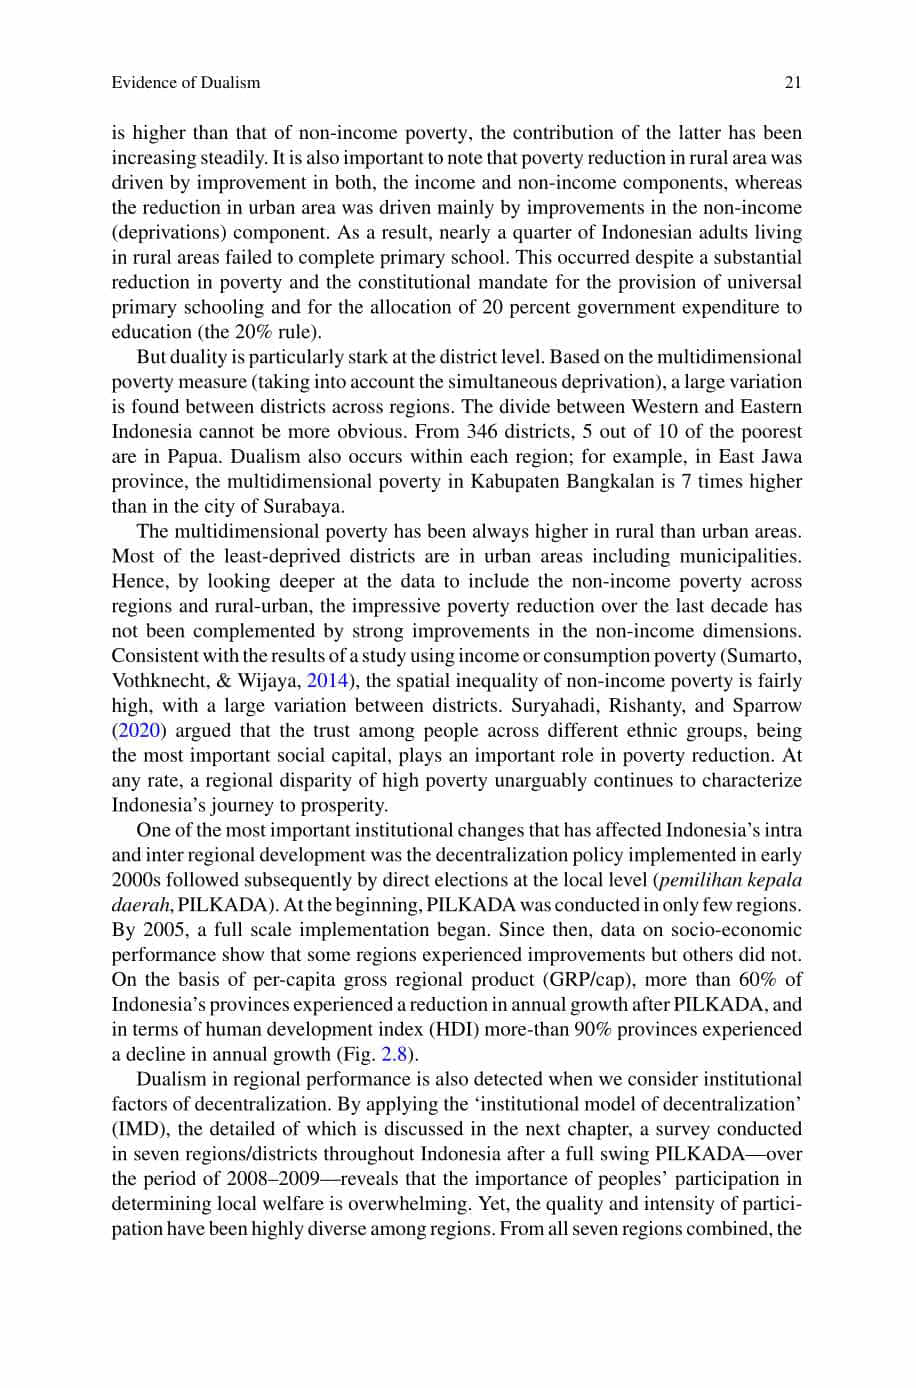 Evidence of Dualism 21
is higher than that of non-income poverty, the contribution of the latter has been
increasing steadily. It is also important to note that poverty reduction in rural area was
driven by improvement in both, the income and non-income components, whereas
the reduction in urban area was driven mainly by improvements in the non-income
(deprivations) component. As a result, nearly a quarter of Indonesian adults living
in rural areas failed to complete primary school. This occurred despite a substantial
reduction in poverty and the constitutional mandate for the provision of universal
primary schooling and for the allocation of 20 percent government expenditure to
education (the 20% rule).
But duality is particularly stark at the district level. Based on the multidimensional
poverty measure (taking into account the simultaneous deprivation), a large variation
is found between districts across regions. The divide between Western and Eastern
Indonesia cannot be more obvious. From 346 districts, 5 out of 10 of the poorest
are in Papua. Dualism also occurs within each region; for example, in East Jawa
province, the multidimensional poverty in Kabupaten Bangkalan is 7 times higher
than in the city of Surabaya.
The multidimensional poverty has been always higher in rural than urban areas.
Most of the least-deprived districts are in urban areas including municipalities.
Hence, by looking deeper at the data to include the non-income poverty across
regions and rural-urban, the impressive poverty reduction over the last decade has
not been complemented by strong improvements in the non-income dimensions.
Consistent with the results of a study using income or consumption poverty (Sumarto,
Vothknecht, & Wijaya, 2014), the spatial inequality of non-income poverty is fairly
high, with a large variation between districts. Suryahadi, Rishanty, and Sparrow
(2020) argued that the trust among people across different ethnic groups, being
the most important social capital, plays an important role in poverty reduction. At
any rate, a regional disparity of high poverty unarguably continues to characterize
Indonesia's journey to prosperity.
One of the most important institutional changes that has affected Indonesia's intra
and inter regional development was the decentralization policy implemented in early
2000s followed subsequently by direct elections at the local level (pemilihan kepala
daerah, PILKADA). At the beginning, PILKADA was conducted in only few regions.
By 2005, a full scale implementation began. Since then, data on socio-economic
performance show that some regions experienced improvements but others did not.
On the basis of per-capita gross regional product (GRP/cap), more than 60% of
Indonesia's provinces experienced a reduction in annual growth after PILKADA, and
in terms of human development index (HDI) more-than 90% provinces experienced
a decline in annual growth (Fig. 2.8).
Dualism in regional performance is also detected when we consider institutional
factors of decentralization. By applying the 'institutional model of decentralization'
(IMD), the detailed of which is discussed in the next chapter, a survey conducted
in seven regions/districts throughout Indonesia after a full swing PILKADA—over
the period of 2008–2009—reveals that the importance of peoples' participation in
determining local welfare is overwhelming. Yet, the quality and intensity of partici-
pation have been highly diverse among regions. From all seven regions combined, the